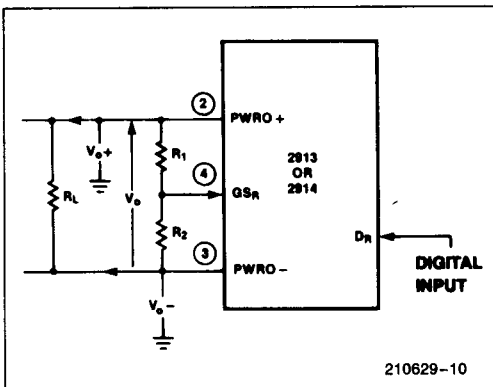 2
PWRO+
Vo+
R1
4
2913
OR
2914
RL
Vo
GSR
R2
DR
3
PWRO−
DIGITAL
INPUT
Vo−
210629-10